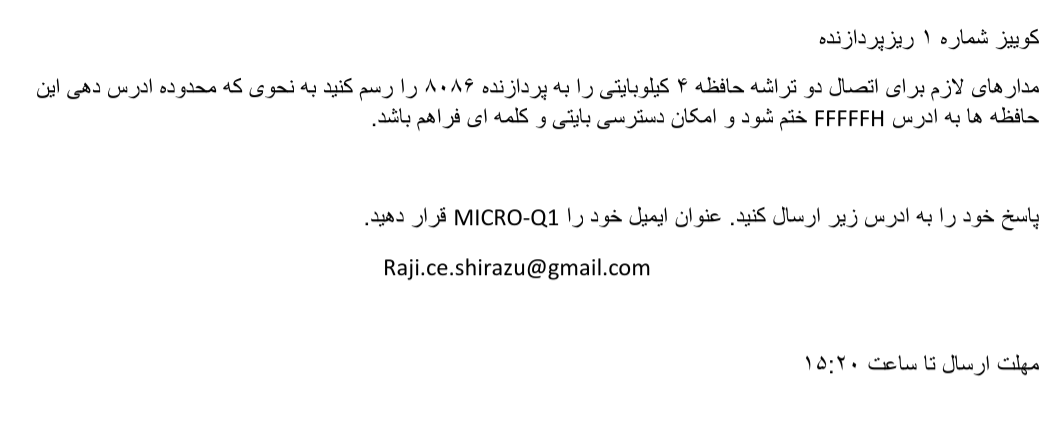 کوییز شماره ۱ ریزپردازنده
مدارهای لازم برای اتصال دو تراشه حافظه ۴ کیلوبایتی را به پردازنده ۸۰۸۶ را رسم کنید به نحوی که محدوده ادرس دهی این
حافظه ها به ادرس FFFFFH ختم شود و امکان دسترسی بایتی و کلمه ای فراهم باشد.
پاسخ خود را به ادرس زیر ارسال کنید. عنوان ایمیل خود را MICRO-Q1 قرار دهید.
Raji.ce.shirazu@gmail.com
مهلت ارسال تا ساعت ۱۵:۲۰